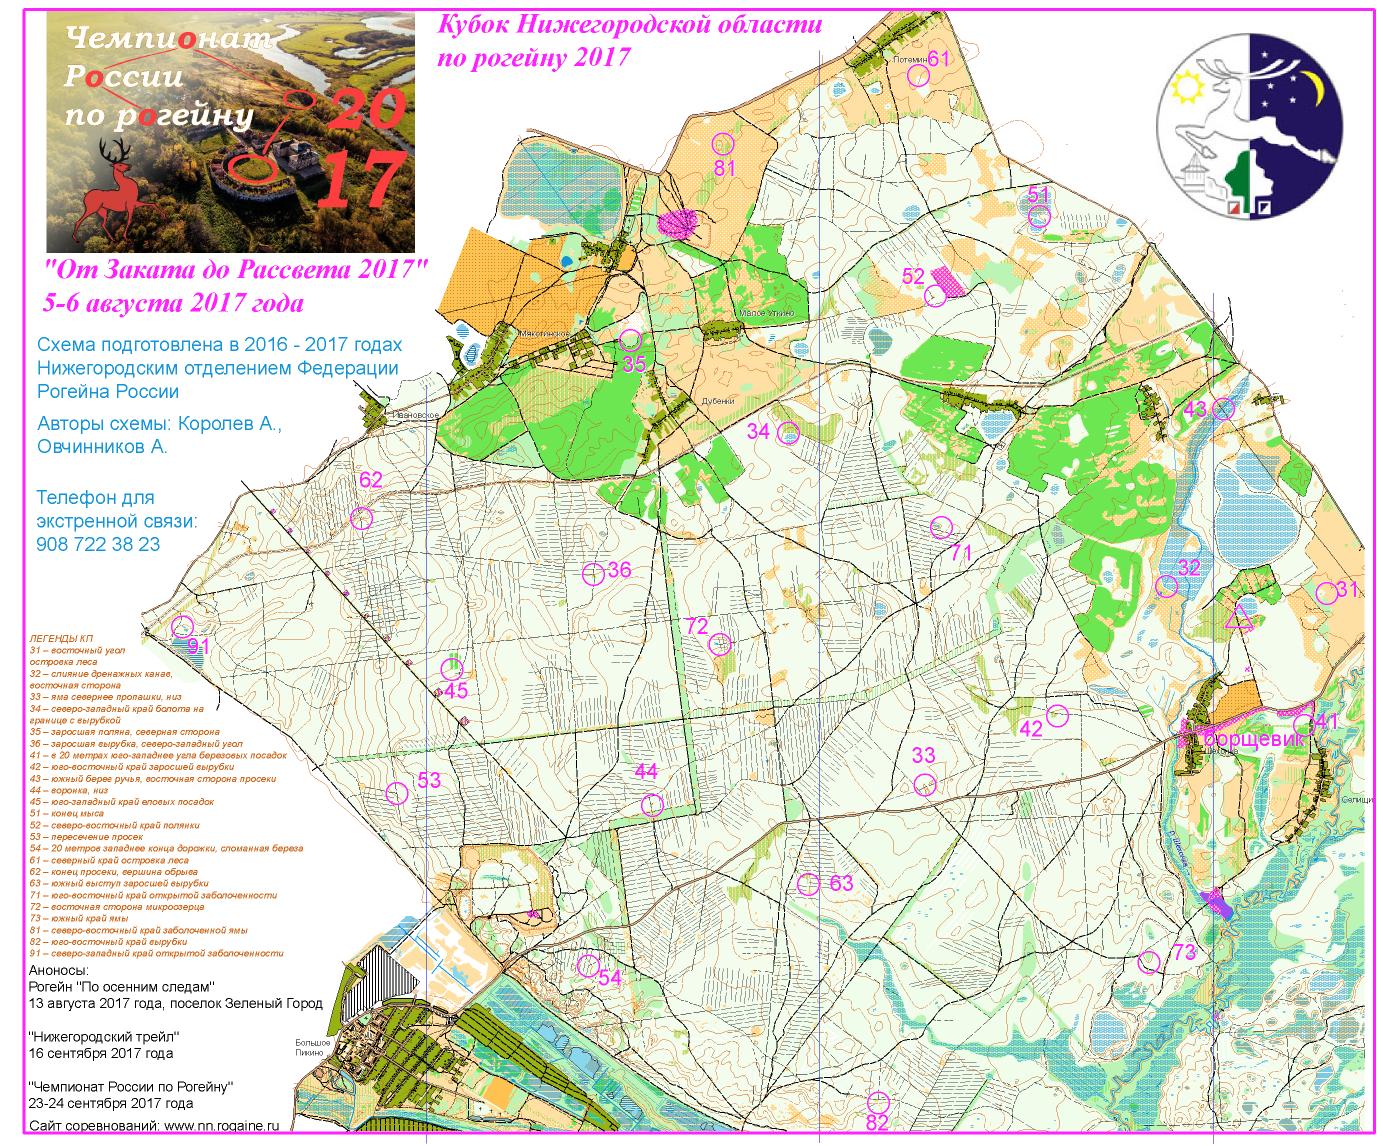 Чемпионат
России
по рогейну
20
17
Кубок Нижегородской области
по рогейну 2017
"От Заката до Рассвета 2017"
5-6 августа 2017 года
Схема подготовлена в 2016 - 2017 годах
Нижегородским отделением Федерации
Рогейна России
Авторы схемы: Королев А.,
Овчинников А.
Телефон для
экстренной связи:
908 722 38 23
ЛЕГЕНДЫ КП
31 – восточный угол
островка леса
32 – слияние дренажных канав,
восточная сторона
33 – яма севернее пропашки, низ
34 – северо-западный край болота на
границе с вырубкой
35 – заросшая поляна, северная сторона
36 – заросшая вырубка, северо-западный угол
41 – в 20 метрах юго-западнее угла березовых посадок
42 – юго-восточный край заросшей вырубки
43 – южный берег ручья, восточная сторона просеки
44 – воронка, низ
45 – юго-западный край еловых посадок
51 – конец мыса
52 – северо-восточный край полянки
53 – пересечение просек
54 – 20 метров западнее конца дорожки, сломанная береза
61 – северный край островка леса
62 – конец просеки, вершина обрыва
63 – южный выступ заросшей вырубки
71 – юго-восточный край открытой заболоченности
72 – восточная сторона микроозерца
73 – южный край ямы
81 – северо-восточный край заболоченной ямы
82 – юго-восточный край вырубки
91 – северо-западный край открытой заболоченности
Аноносы:
Рогейн "По осенним следам"
13 августа 2017 года, поселок Зеленый Город
"Нижегородский трейл"
16 сентября 2017 года
"Чемпионат России по Рогейну"
23-24 сентября 2017 года
Сайт соревнований: www.nn.rogaine.ru
61
81
51
52
Малое Уткино
Мякотинское
35
Дубенки
Ивановское
43
34
62
71
36
32
31
72
91
45
42
41
борщевик
33
44
53
Селищи
63
54
73
Большое
Пикино
82